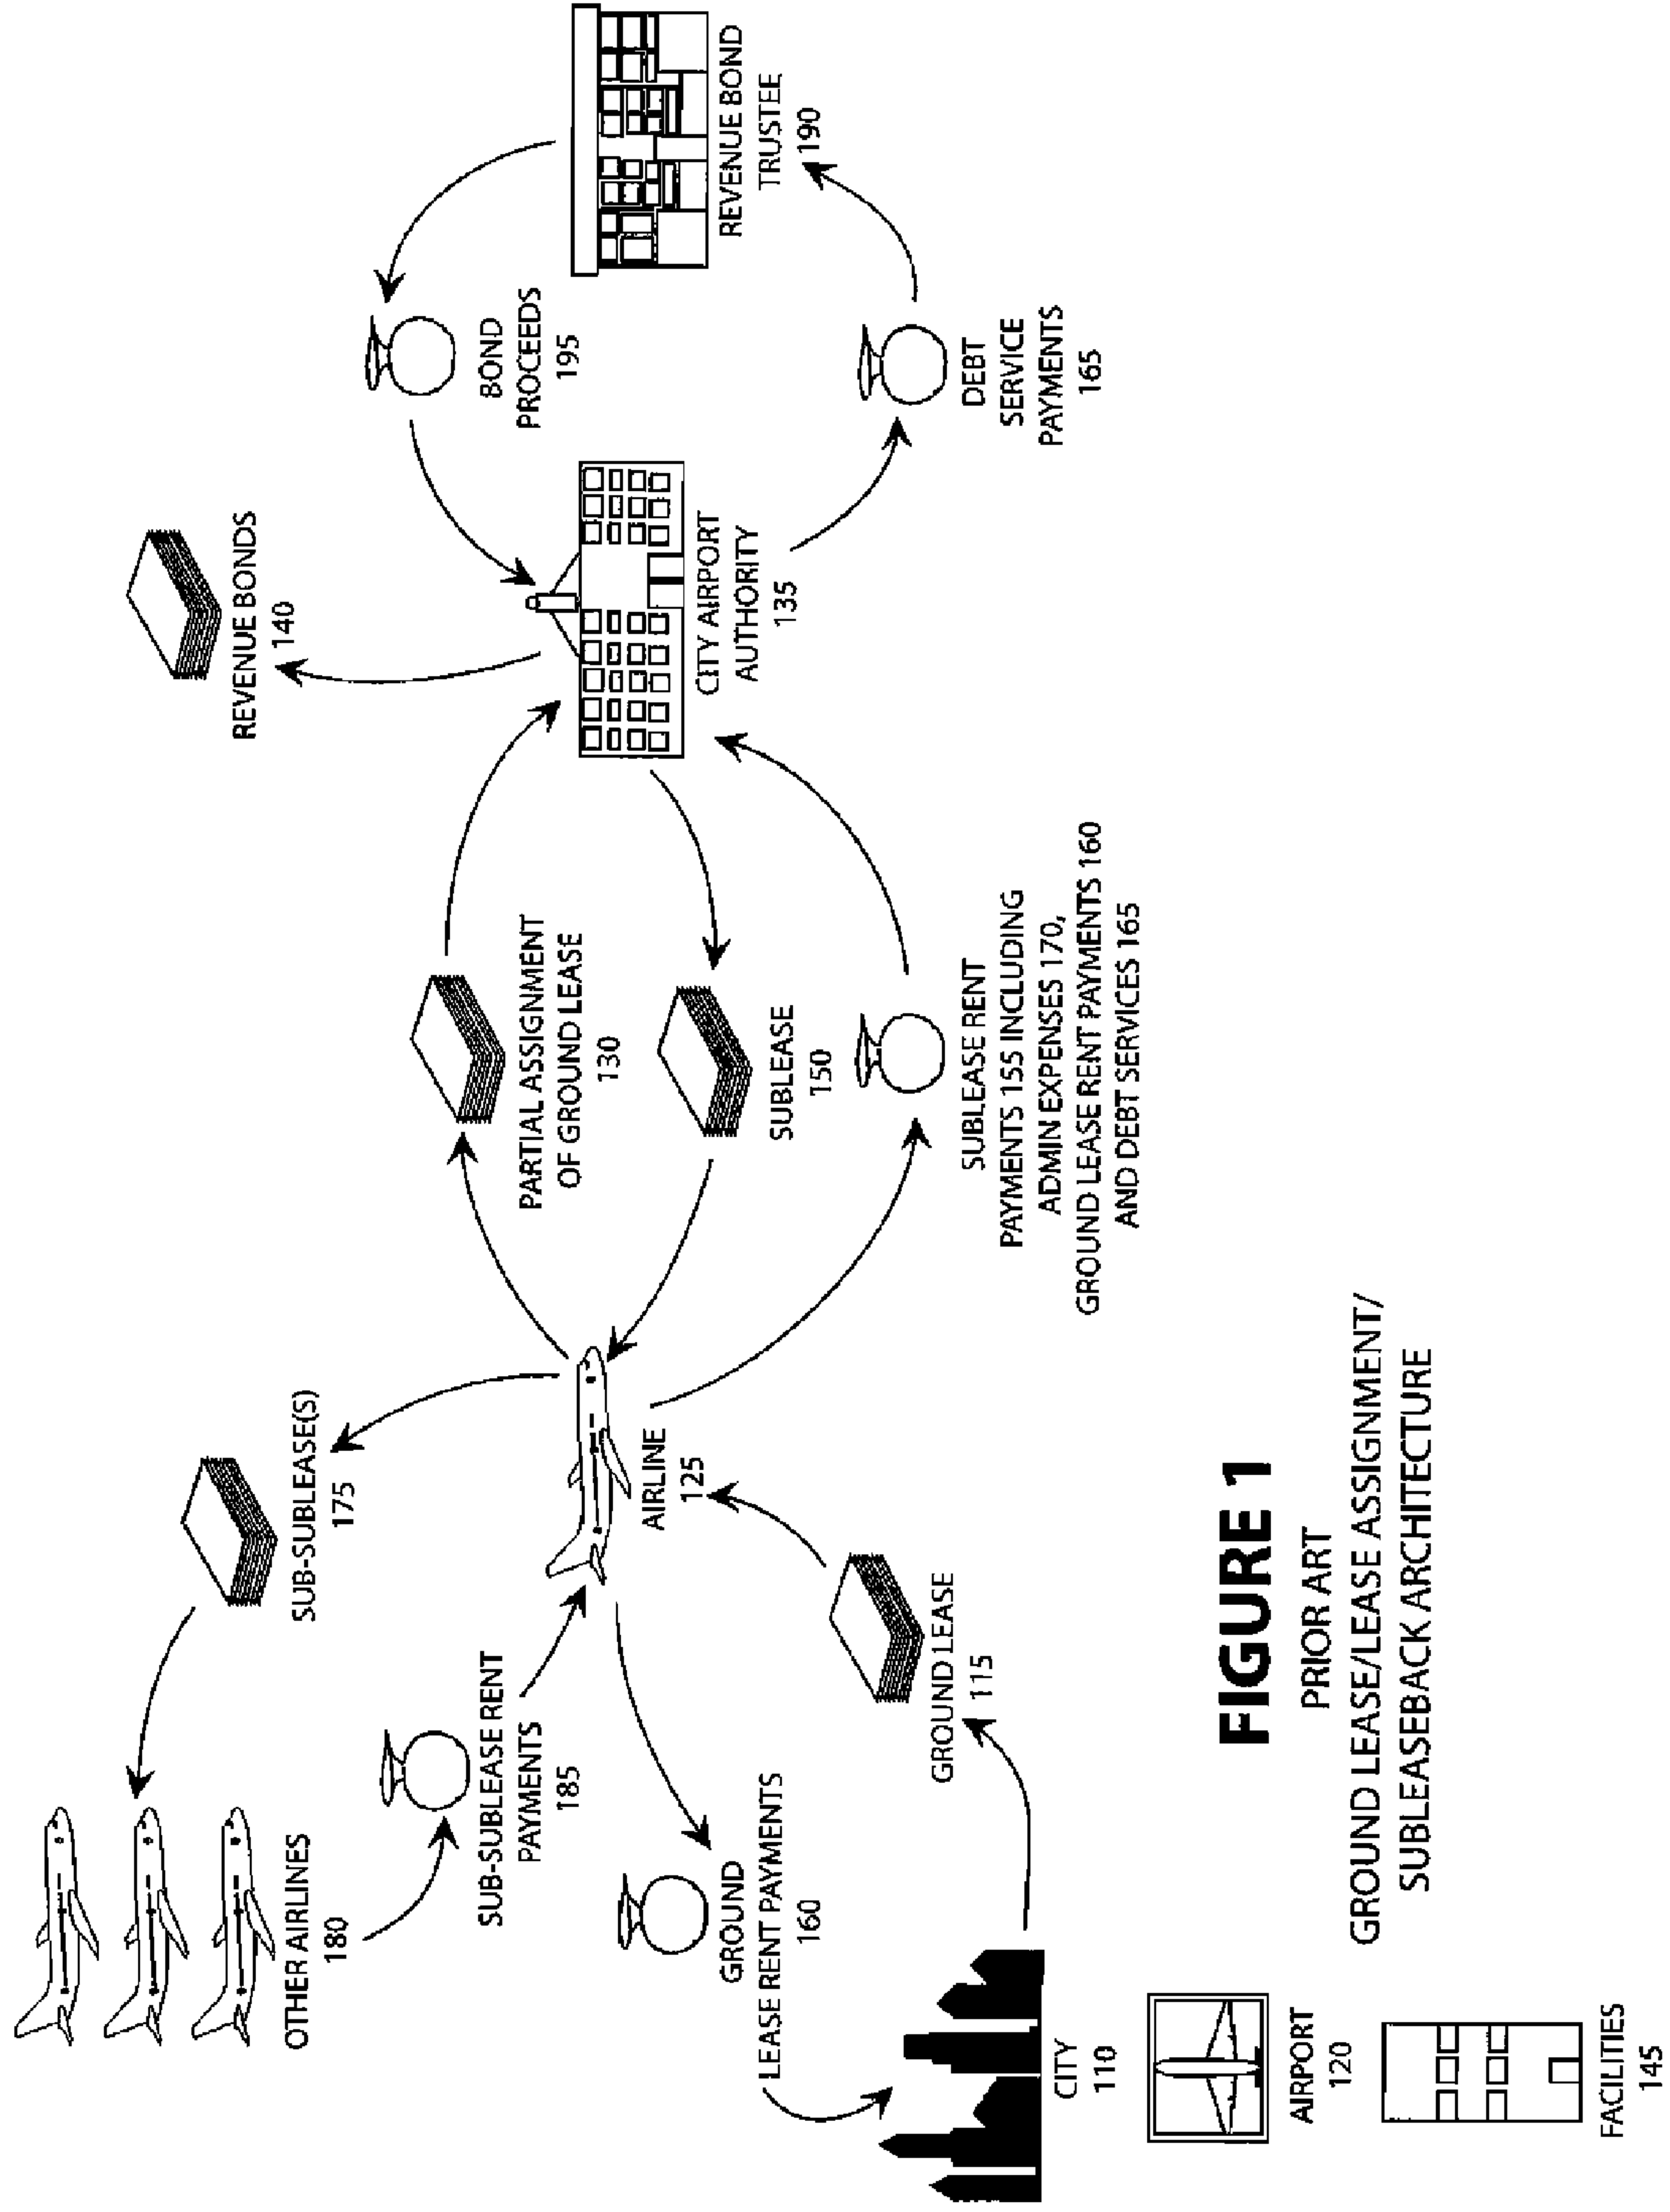 OTHER AIRLINES
180
SUB-SUBLEASE(S)
175
REVENUE BONDS
140
SUB-SUBLEASE RENT
PAYMENTS
185
PARTIAL ASSIGNMENT
OF GROUND LEASE
130
BOND
PROCEEDS
195
GROUND
LEASE RENT PAYMENTS
160
AIRLINE
125
SUBLEASE
150
CITY AIRPORT
AUTHORITY
135
REVENUE BOND
TRUSTEE
190
GROUND LEASE
115
SUBLEASE RENT
PAYMENTS 155 INCLUDING
ADMIN EXPENSES 170,
GROUND LEASE RENT PAYMENTS 160
AND DEBT SERVICES 165
DEBT
SERVICE
PAYMENTS
165
CITY
110
AIRPORT
120
FACILITIES
145
FIGURE 1
PRIOR ART
GROUND LEASE/LEASE ASSIGNMENT/
SUBLEASEBACK ARCHITECTURE